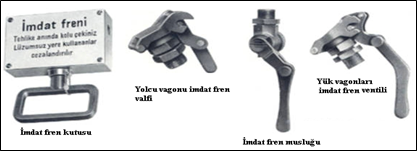 İmdat freni
Tehlike anında kolu çekiniz
Lüzumsuz yere kullananlar
cezalandırılır
İmdat fren kutusu
Yolcu vagonu imdat fren
valfi
İmdat fren musluğu
Yük vagonları
imdat fren ventili